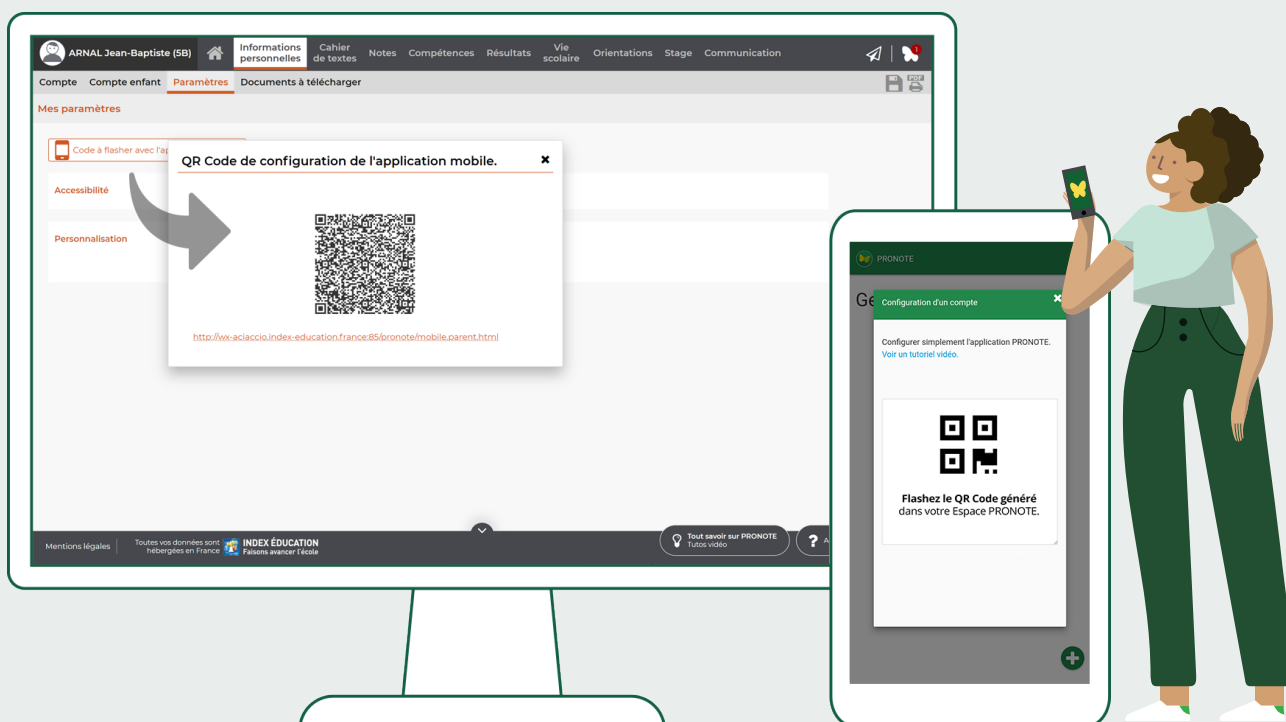 ARNAL Jean-Baptiste (5B)
Informations personnelles
Cahier de textes
Notes
Compétences
Résultats
Vie scolaire
Orientations
Stage
Communication
1
Compte
Compte enfant
Paramètres
Documents à télécharger
PDF
Mes paramètres
Code à flasher avec l'ap
QR Code de configuration de l'application mobile.
Accessibilité
Personnalisation
http://wx-aciaccio.index-education.france:85/pronote/mobile.parent.html
Mentions légales
Toutes vos données sont
hébergées en France
INDEX ÉDUCATION
Faisons avancer l'école
Tout savoir sur PRONOTE
Tutos vidéo
? A
PRONOTE
Ge
Configuration d'un compte
Configurer simplement l'application PRONOTE.
Voir un tutoriel vidéo.
Flashez le QR Code généré
dans votre Espace PRONOTE.